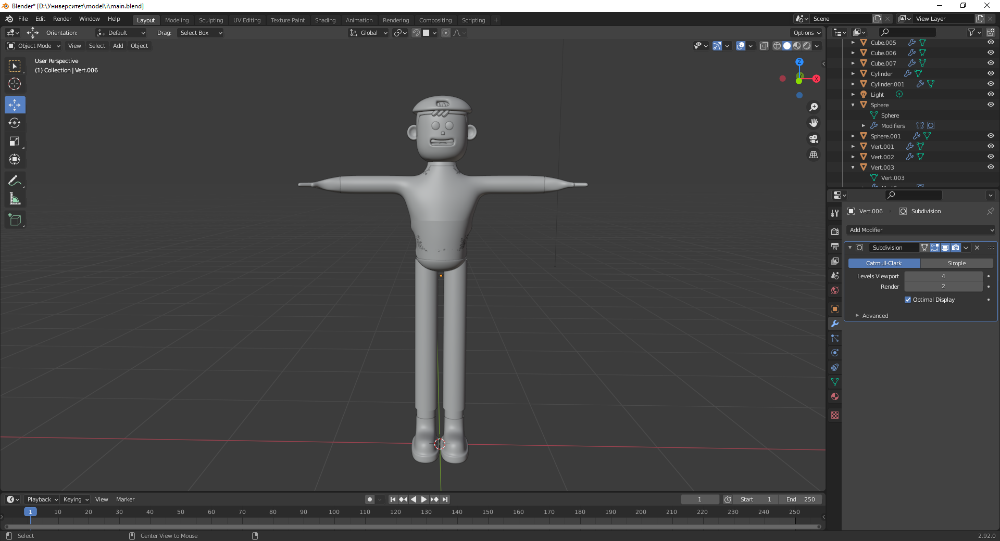 Blender* [D:\Университет\model\i\main.blend]
File Edit Render Window Help
Layout Modeling Sculpting UV Editing Texture Paint Shading Animation Rendering Compositing Scripting
Scene
View Layer
Orientation: Default Drag: Select Box
Global
Options
Object Mode View Select Add Object
User Perspective
(1) Collection | Vert.006
Z
X
Cube.005
Cube.006
Cube.007
Cylinder
Cylinder.001
Light
Sphere
Sphere
Modifiers
Sphere.001
Vert.001
Vert.002
Vert.003
Vert.003
Vert.006 Subdivision
Add Modifier
Subdivision
Catmull-Clark Simple
Levels Viewport 4
Render 2
Optimal Display
Advanced
Playback Keying View Marker
1 Start 1 End 250
1 10 20 30 40 50 60 70 80 90 100 110 120 130 140 150 160 170 180 190 200 210 220 230 240 250
Select Center View to Mouse
2.92.0